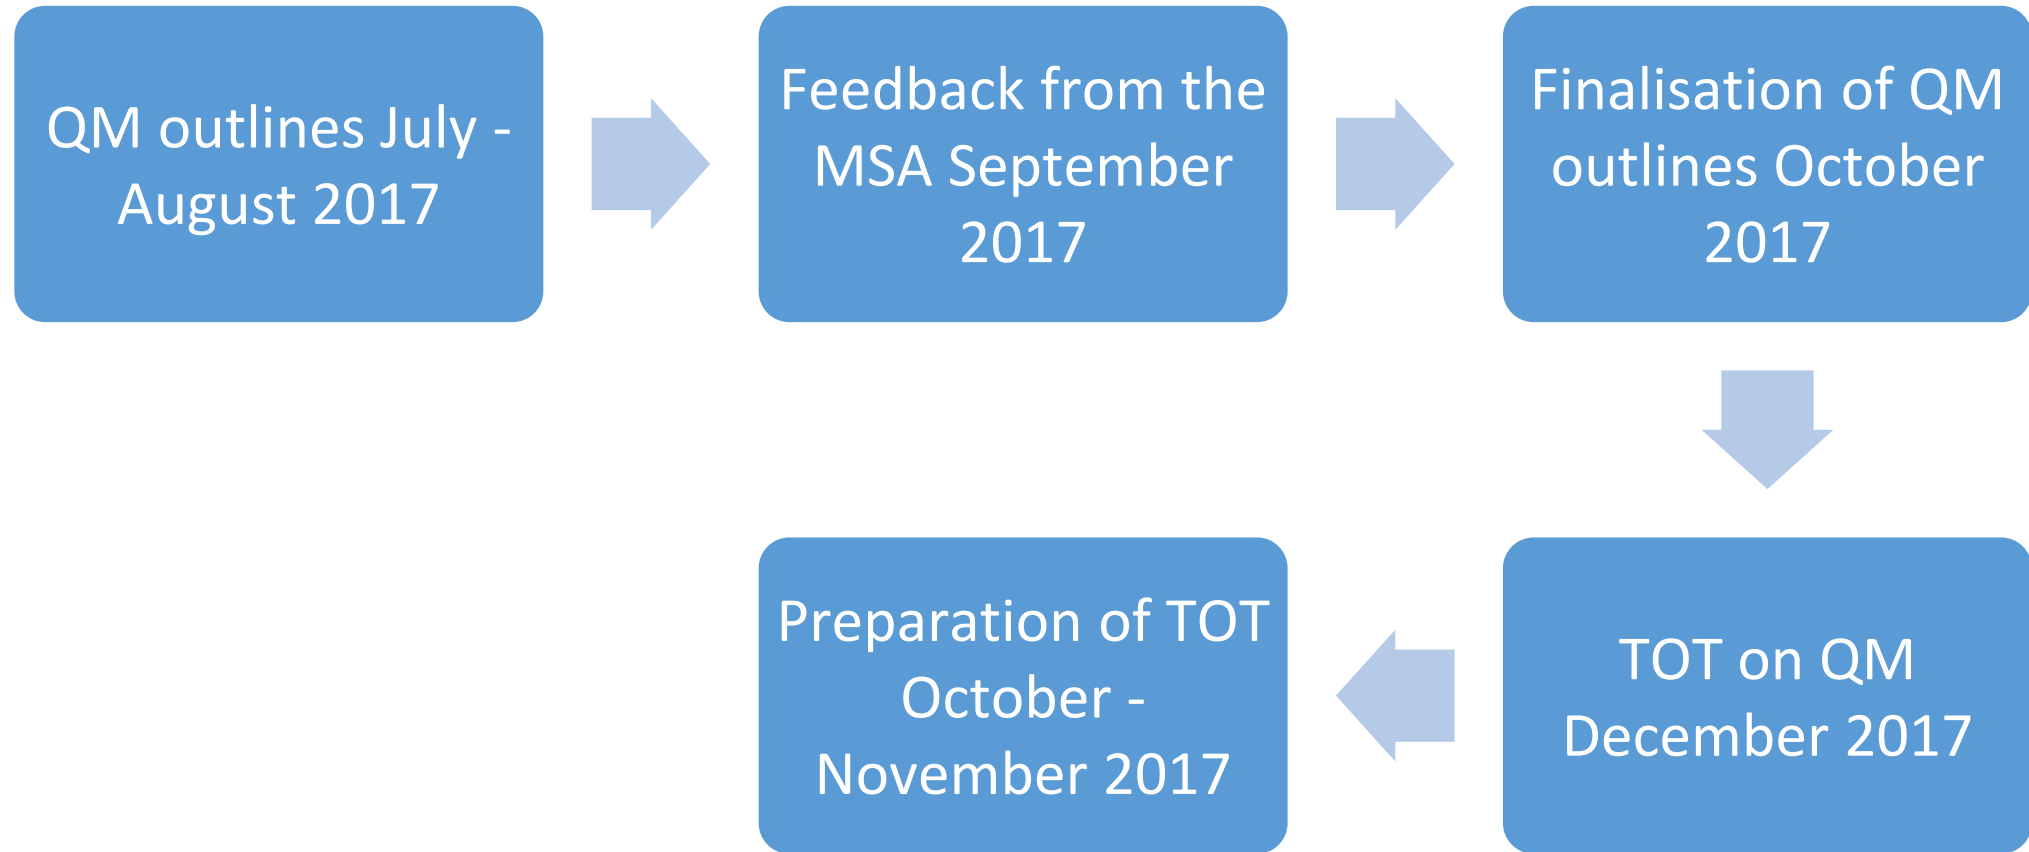 QM outlines July -
August 2017
Feedback from the
MSA September
2017
Finalisation of QM
outlines October
2017
TOT on QM
December 2017
Preparation of TOT
October -
November 2017